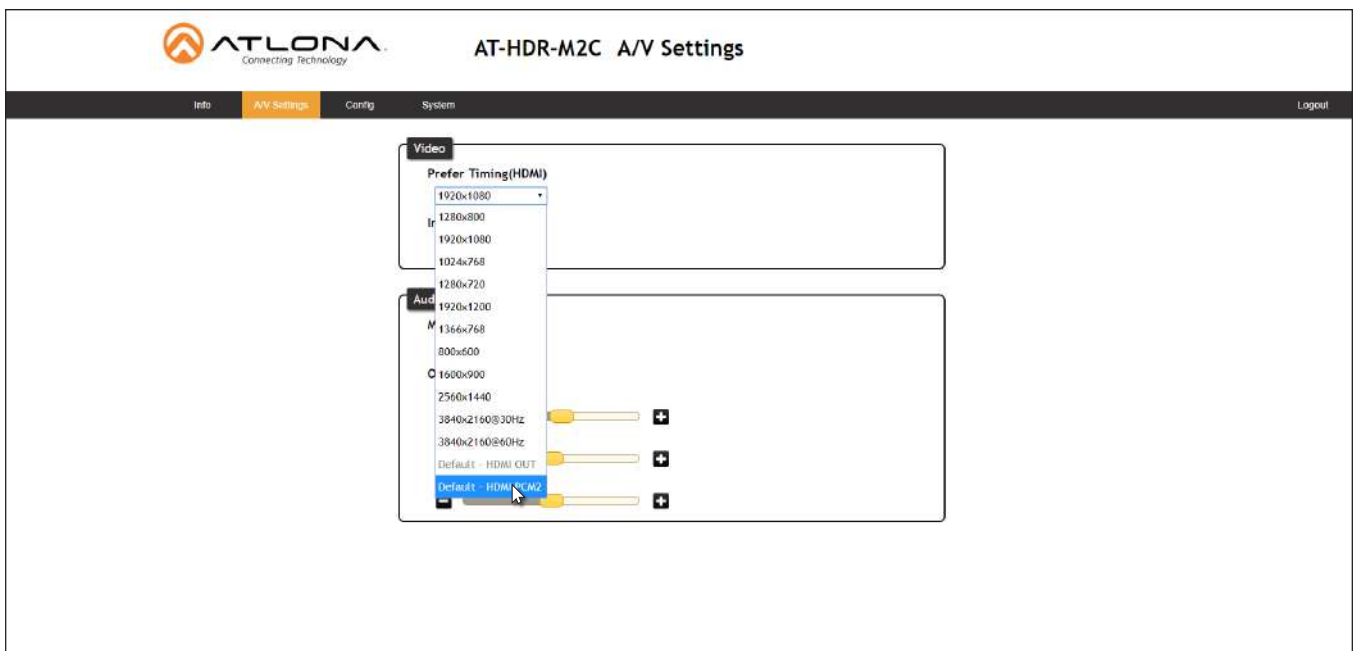 ATLONA
Connecting Technology
AT-HDR-M2C A/V Settings
Info A/V Settings Config System Logout
Video
Prefer Timing(HDMI)
1920x1080
1280x800
1920x1080
1024x768
1280x720
1920x1200
1366x768
800x600
1600x900
2560x1440
3840x2160@30Hz
3840x2160@60Hz
Default - HDMI OUT
Default - HDMI PCM2